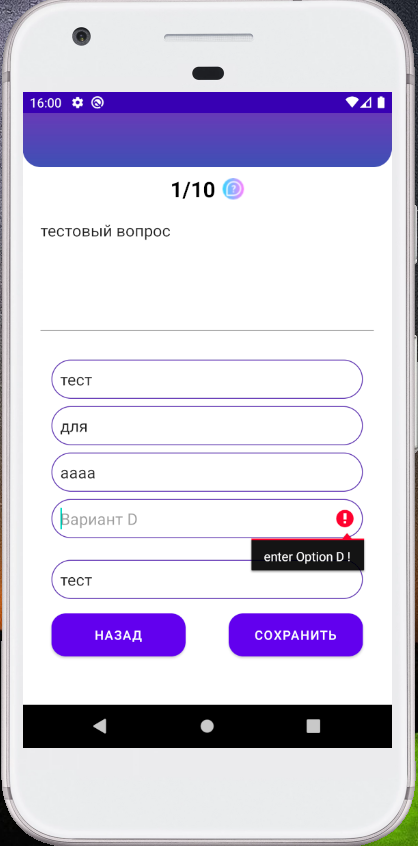 16:00
1/10
тестовый вопрос
тест
для
аааа
Вариант D
enter Option D !
тест
НАЗАД
СОХРАНИТЬ